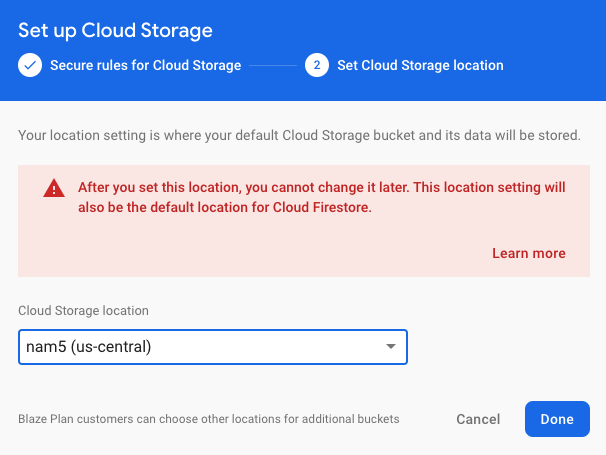 Set up Cloud Storage
Secure rules for Cloud Storage
2 Set Cloud Storage location
Your location setting is where your default Cloud Storage bucket and its data will be stored.
After you set this location, you cannot change it later. This location setting will
also be the default location for Cloud Firestore.
Learn more
Cloud Storage location
nam5 (us-central)
Blaze Plan customers can choose other locations for additional buckets
Cancel
Done